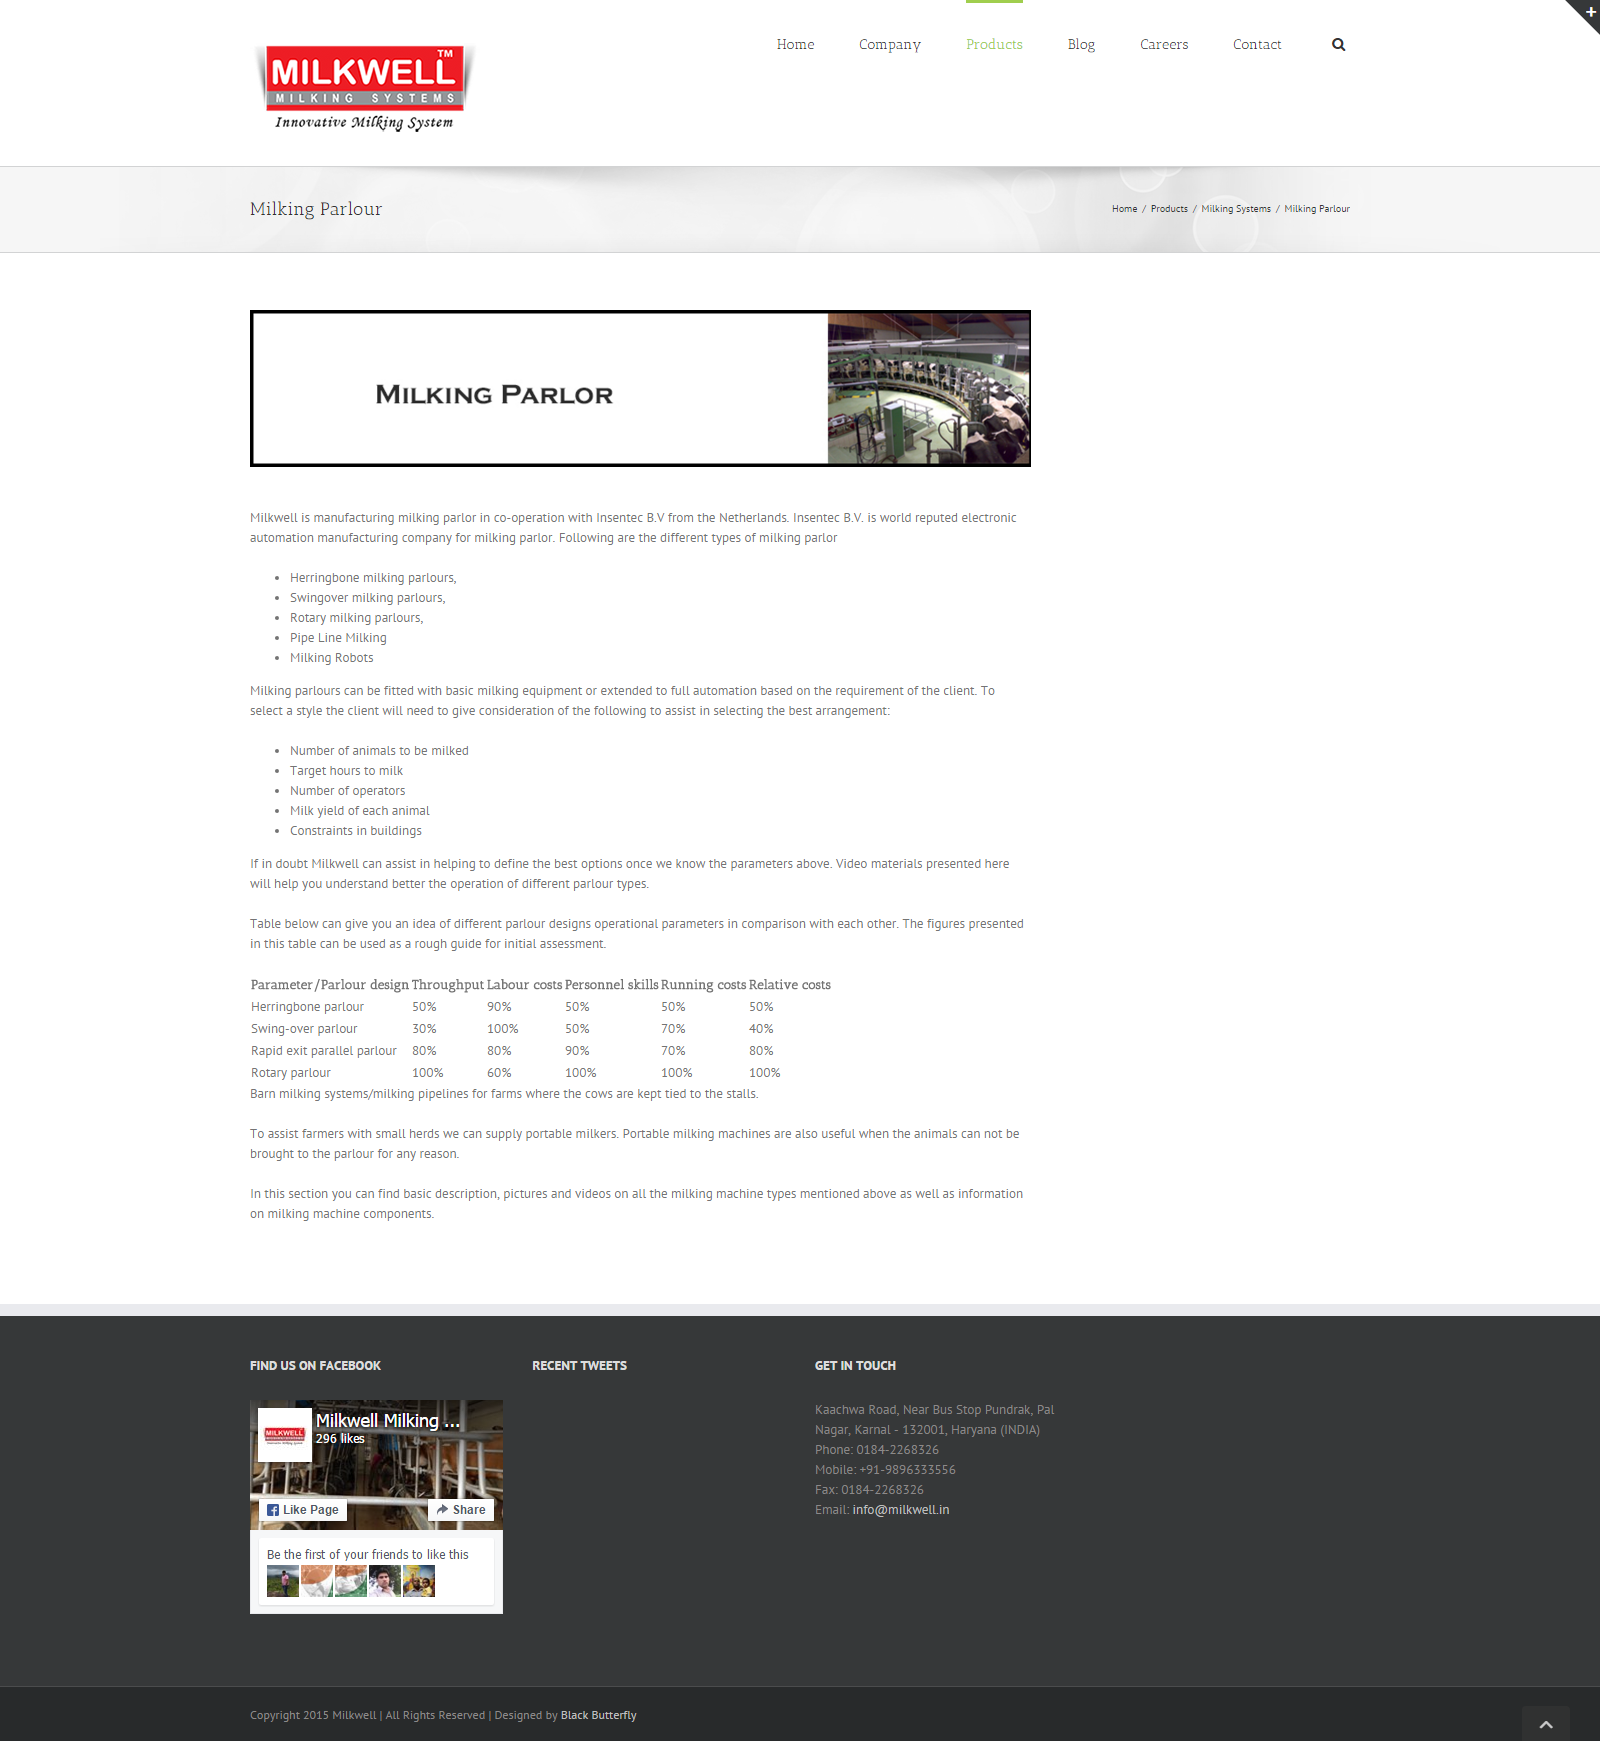 MILKWELL TM
MILKING SYSTEMS
Innovative Milking System
Home Company Products Blog Careers Contact
Milking Parlour
Home / Products / Milking Systems / Milking Parlour
MILKING PARLOR
Milkwell is manufacturing milking parlor in co-operation with Insentec B.V from the Netherlands. Insentec B.V. is world reputed electronic
automation manufacturing company for milking parlor. Following are the different types of milking parlor
• Herringbone milking parlours,
• Swingover milking parlours,
• Rotary milking parlours,
• Pipe Line Milking
• Milking Robots
Milking parlours can be fitted with basic milking equipment or extended to full automation based on the requirement of the client. To
select a style the client will need to give consideration of the following to assist in selecting the best arrangement:
• Number of animals to be milked
• Target hours to milk
• Number of operators
• Milk yield of each animal
• Constraints in buildings
If in doubt Milkwell can assist in helping to define the best options once we know the parameters above. Video materials presented here
will help you understand better the operation of different parlour types.
Table below can give you an idea of different parlour designs operational parameters in comparison with each other. The figures presented
in this table can be used as a rough guide for initial assessment.
Parameter/Parlour design Throughput Labour costs Personnel skills Running costs Relative costs
Herringbone parlour 50% 90% 50% 50% 50%
Swing-over parlour 30% 100% 50% 70% 40%
Rapid exit parallel parlour 80% 80% 90% 70% 80%
Rotary parlour 100% 60% 100% 100% 100%
Barn milking systems/milking pipelines for farms where the cows are kept tied to the stalls.
To assist farmers with small herds we can supply portable milkers. Portable milking machines are also useful when the animals can not be
brought to the parlour for any reason.
In this section you can find basic description, pictures and videos on all the milking machine types mentioned above as well as information
on milking machine components.
FIND US ON FACEBOOK
MILKWELL
Milkwell Milking ...
296 likes
Like Page
Share
Be the first of your friends to like this
RECENT TWEETS
GET IN TOUCH
Kaachwa Road, Near Bus Stop Pundrak, Pal
Nagar, Karnal - 132001, Haryana (INDIA)
Phone: 0184-2268326
Mobile: +91-9896333556
Fax: 0184-2268326
Email: info@milkwell.in
Copyright 2015 Milkwell | All Rights Reserved | Designed by Black Butterfly